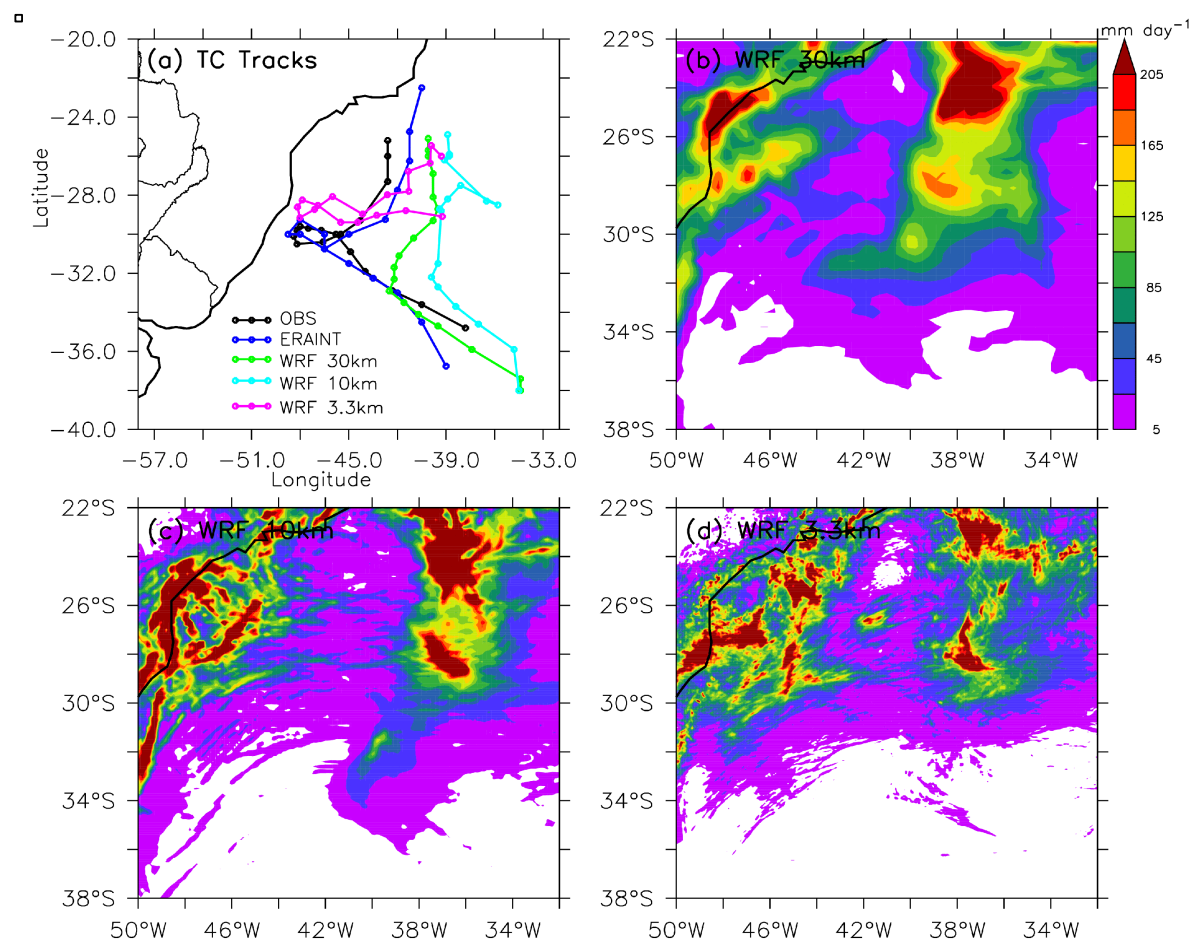 (a) TC Tracks
−20.0
−24.0
−28.0
−32.0
−36.0
−40.0
Latitude
OBS
ERAINT
WRF 30km
WRF 10km
WRF 3.3km
−57.0 −51.0 −45.0 −39.0 −33.0
Longitude
(b) WRF 30km
22°S
26°S
30°S
34°S
38°S
50°W 46°W 42°W 38°W 34°W
mm day−1
205
165
125
85
45
5
(c) WRF 10km
22°S
26°S
30°S
34°S
38°S
50°W 46°W 42°W 38°W 34°W
(d) WRF 3.3km
22°S
26°S
30°S
34°S
38°S
50°W 46°W 42°W 38°W 34°W